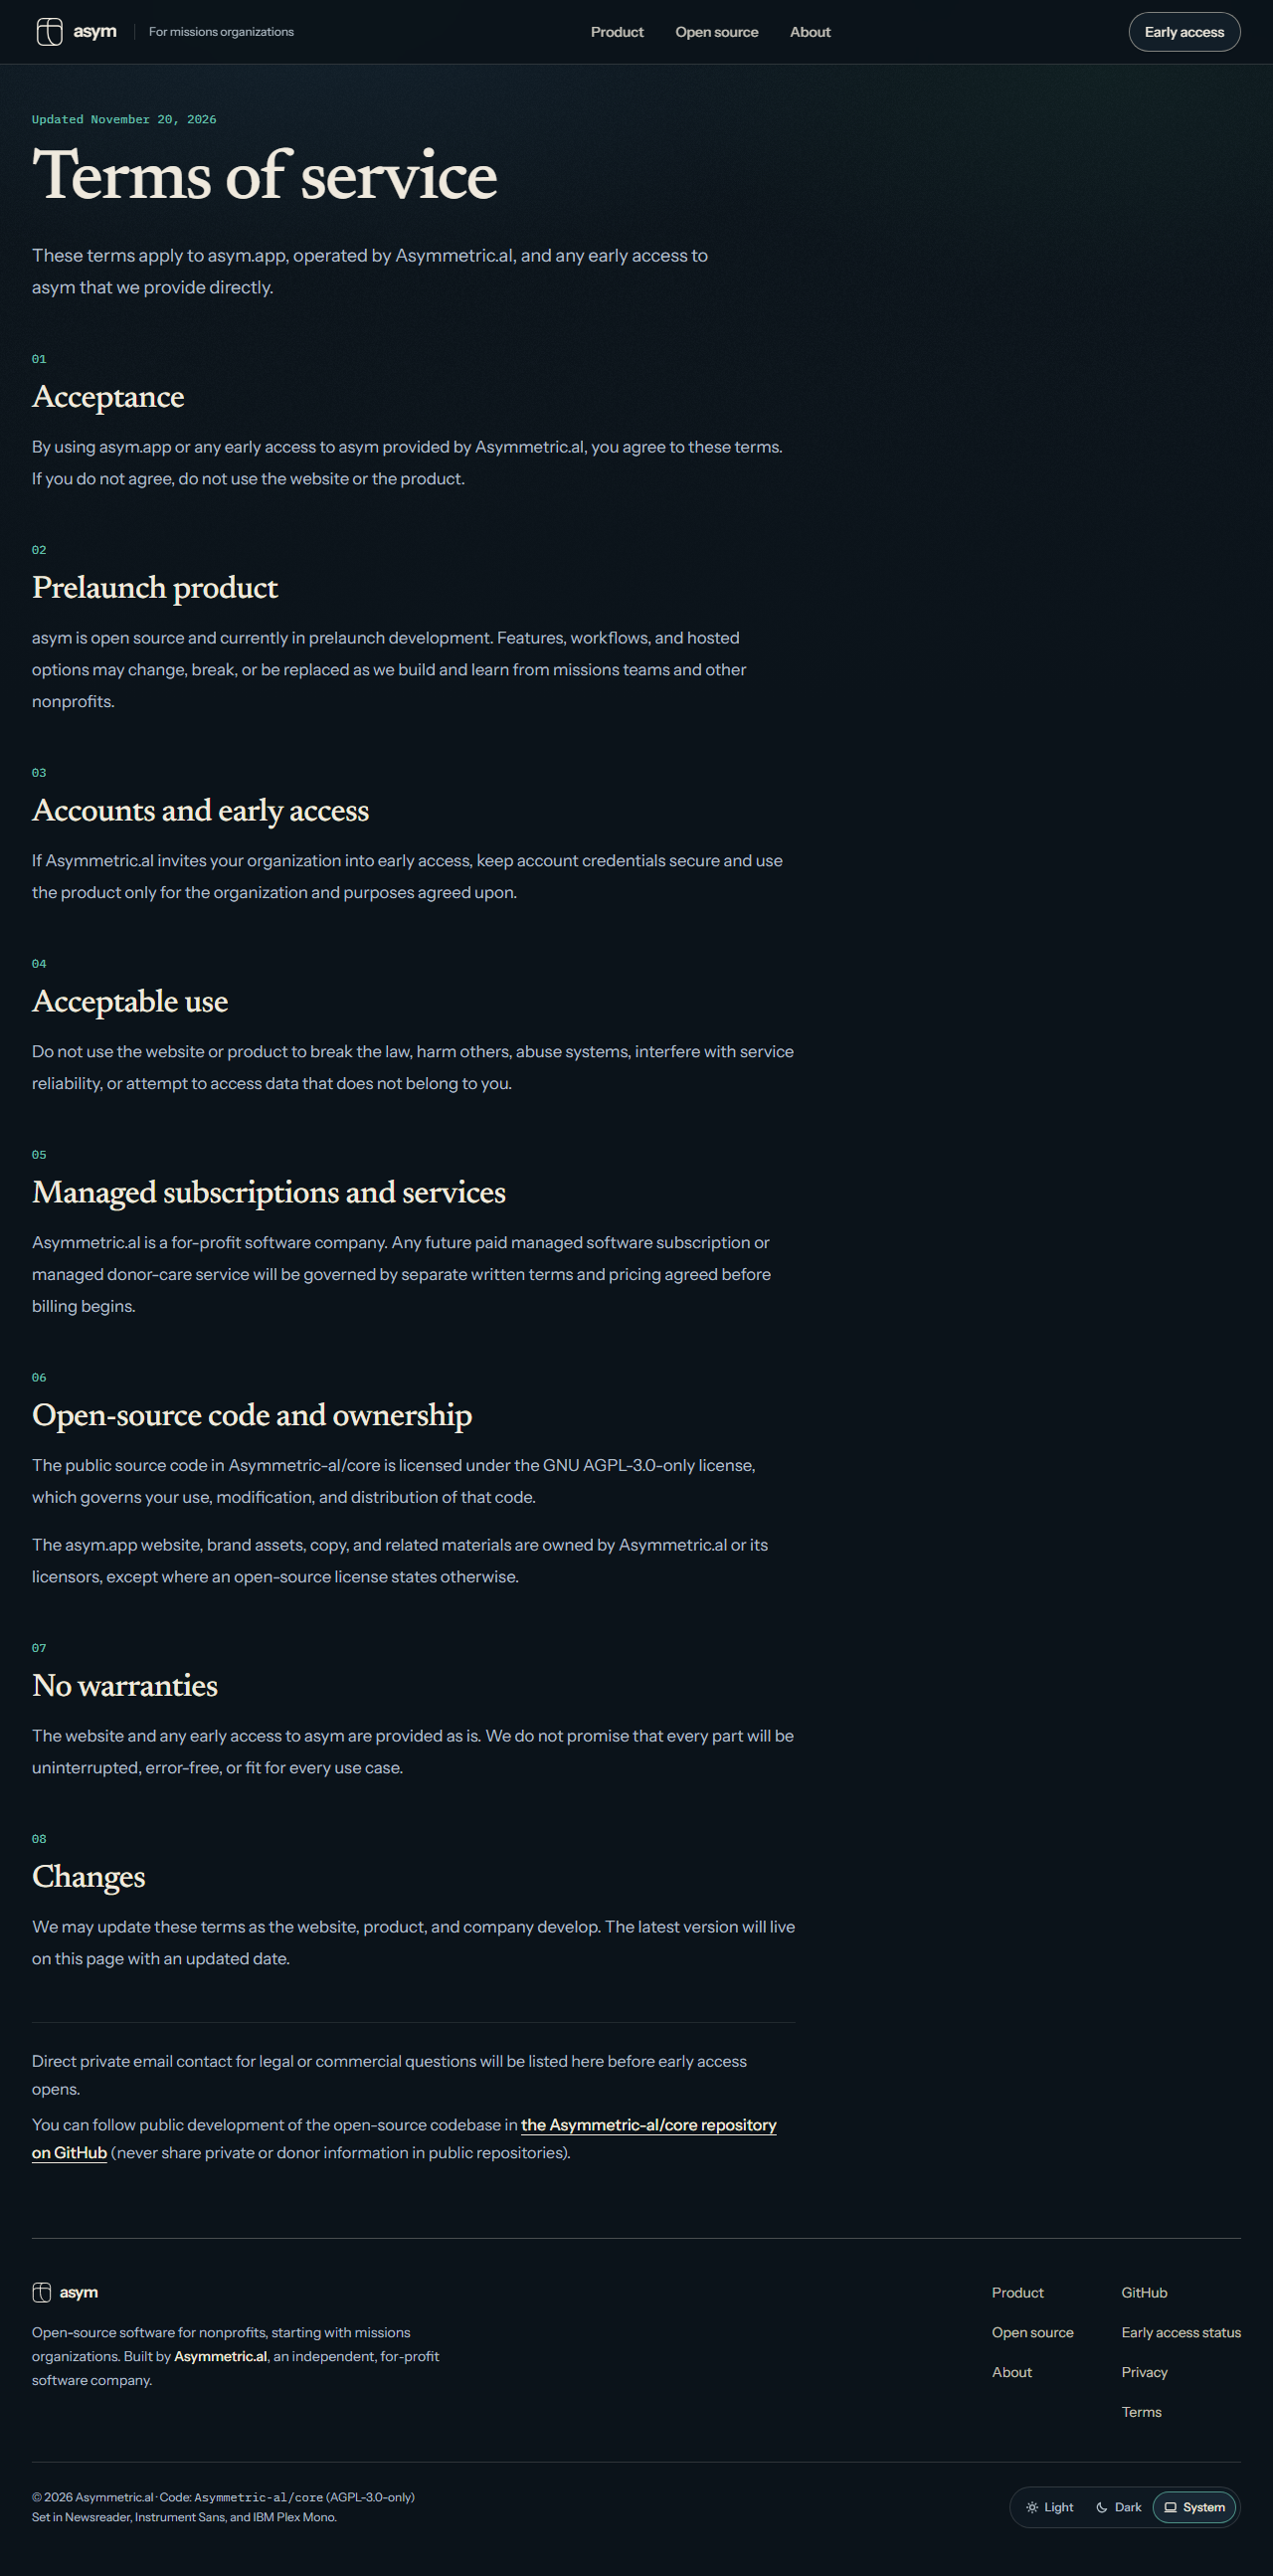 asym
For missions organizations
Product
Open source
About
Early access
Updated November 20, 2026
Terms of service
These terms apply to asym.app, operated by Asymmetric.al, and any early access to
asym that we provide directly.
01
Acceptance
By using asym.app or any early access to asym provided by Asymmetric.al, you agree to these terms.
If you do not agree, do not use the website or the product.
02
Prelaunch product
asym is open source and currently in prelaunch development. Features, workflows, and hosted
options may change, break, or be replaced as we build and learn from missions teams and other
nonprofits.
03
Accounts and early access
If Asymmetric.al invites your organization into early access, keep account credentials secure and use
the product only for the organization and purposes agreed upon.
04
Acceptable use
Do not use the website or product to break the law, harm others, abuse systems, interfere with service
reliability, or attempt to access data that does not belong to you.
05
Managed subscriptions and services
Asymmetric.al is a for-profit software company. Any future paid managed software subscription or
managed donor-care service will be governed by separate written terms and pricing agreed before
billing begins.
06
Open-source code and ownership
The public source code in Asymmetric-al/core is licensed under the GNU AGPL-3.0-only license,
which governs your use, modification, and distribution of that code.
The asym.app website, brand assets, copy, and related materials are owned by Asymmetric.al or its
licensors, except where an open-source license states otherwise.
07
No warranties
The website and any early access to asym are provided as is. We do not promise that every part will be
uninterrupted, error-free, or fit for every use case.
08
Changes
We may update these terms as the website, product, and company develop. The latest version will live
on this page with an updated date.
Direct private email contact for legal or commercial questions will be listed here before early access
opens.
You can follow public development of the open-source codebase in the Asymmetric-al/core repository
on GitHub (never share private or donor information in public repositories).
asym
Open-source software for nonprofits, starting with missions
organizations. Built by Asymmetric.al, an independent, for-profit
software company.
Product
Open source
About
GitHub
Early access status
Privacy
Terms
© 2026 Asymmetric.al · Code: Asymmetric-al/core (AGPL-3.0-only)
Set in Newsreader, Instrument Sans, and IBM Plex Mono.
Light
Dark
System